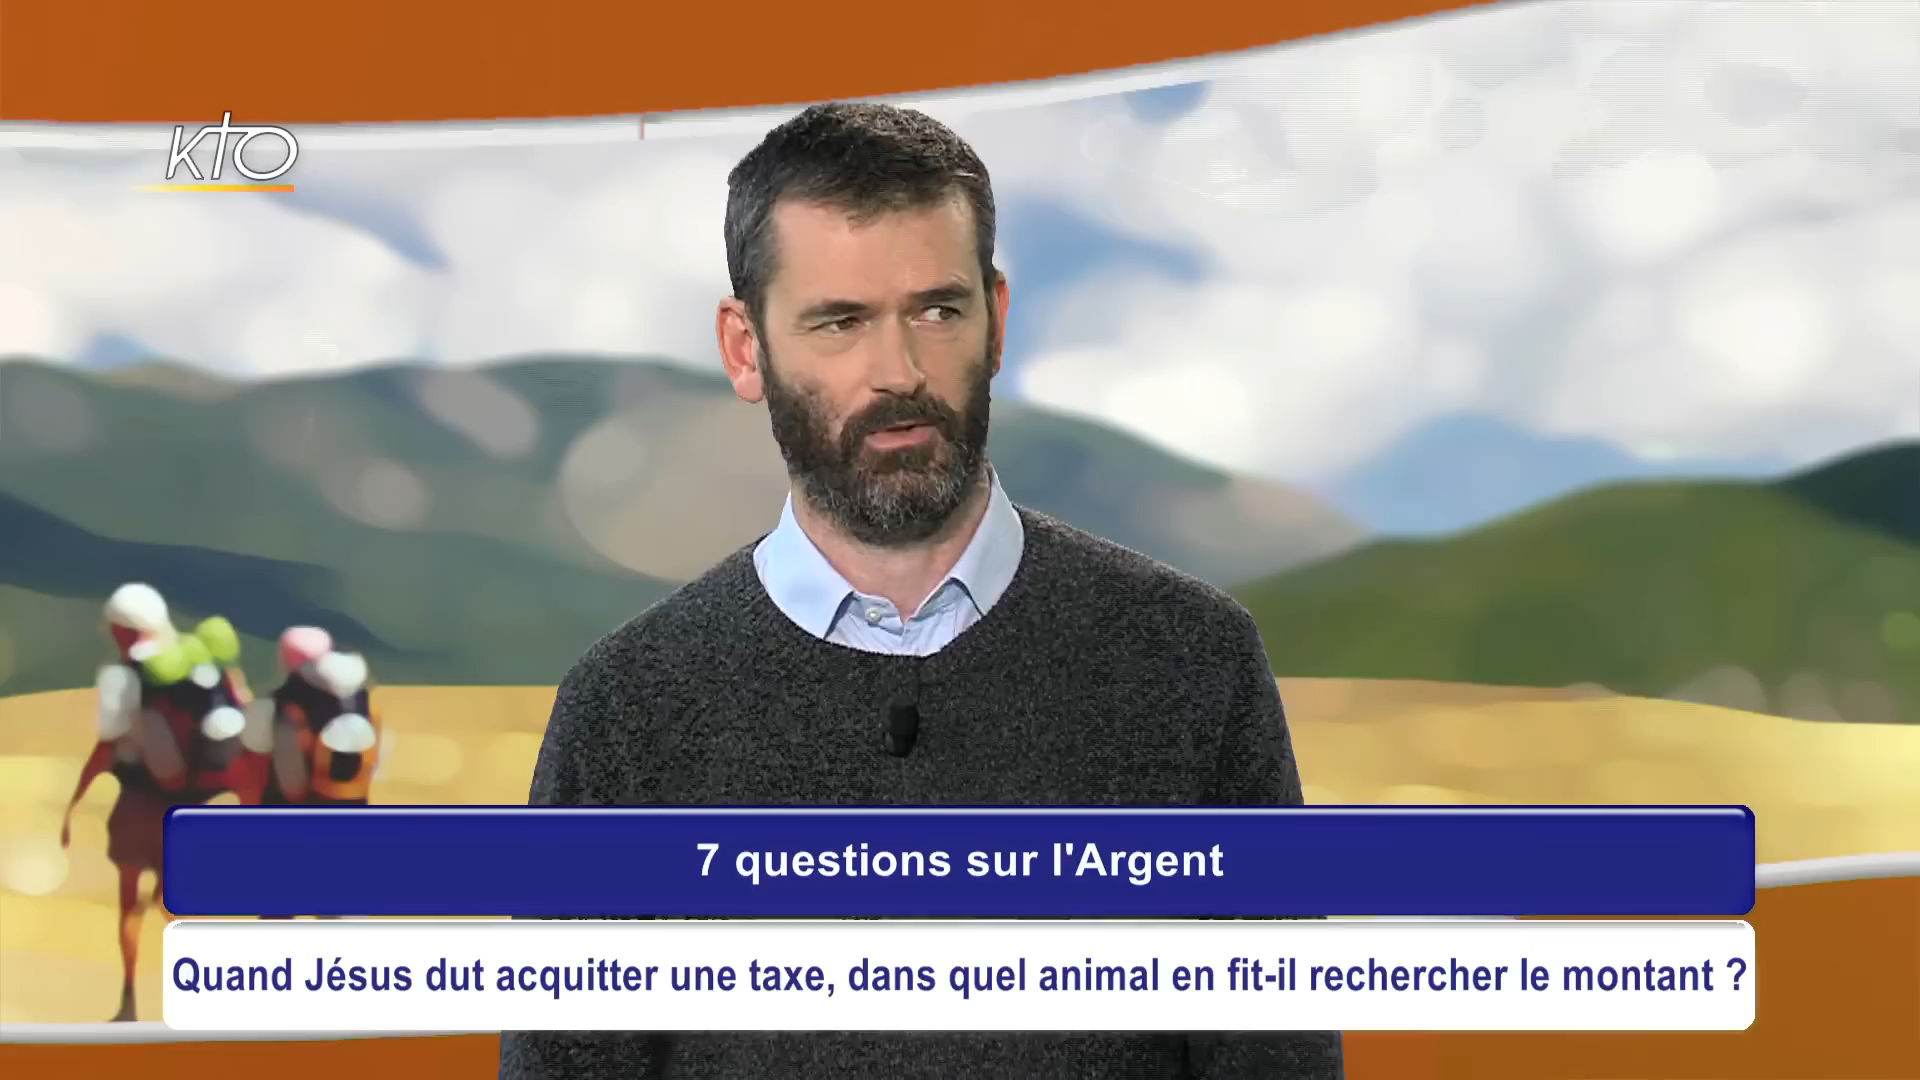 KTO
7 questions sur l'Argent
Quand Jésus dut acquitter une taxe, dans quel animal en fit-il rechercher le montant ?